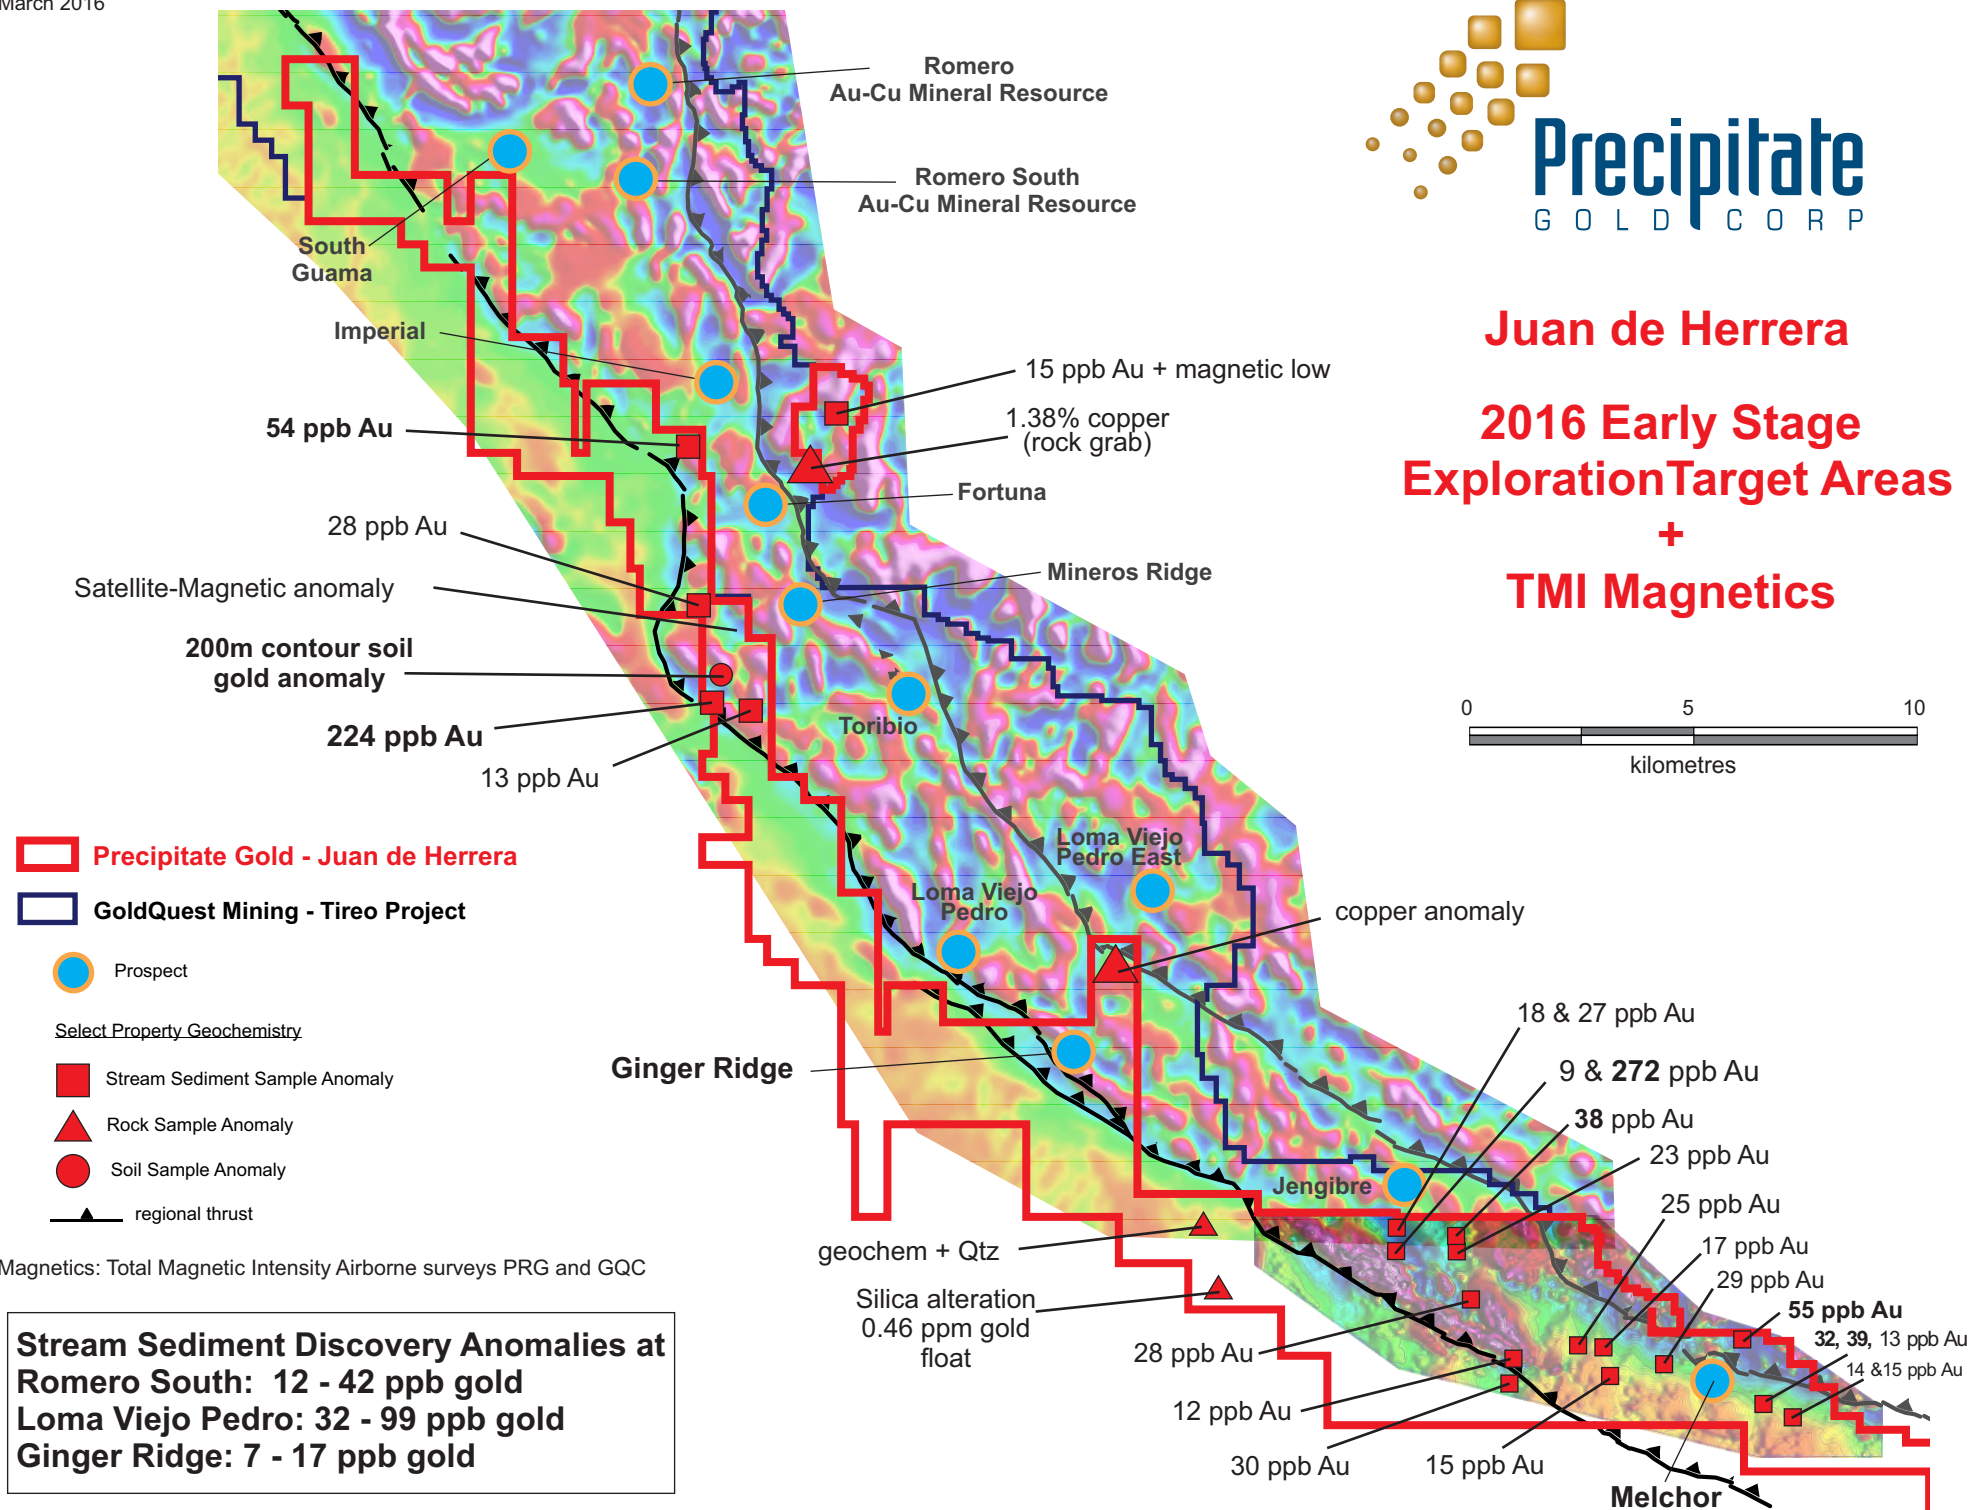 March 2016
Romero
Au-Cu Mineral Resource
Romero South
Au-Cu Mineral Resource
South
Guama
Imperial
54 ppb Au
28 ppb Au
Satellite-Magnetic anomaly
200m contour soil
gold anomaly
224 ppb Au
13 ppb Au
15 ppb Au + magnetic low
1.38% copper
(rock grab)
Fortuna
Mineros Ridge
Toribio
Loma Viejo
Pedro East
Loma Viejo
Pedro
copper anomaly
Ginger Ridge
Jengibre
18 & 27 ppb Au
9 & 272 ppb Au
38 ppb Au
23 ppb Au
25 ppb Au
17 ppb Au
29 ppb Au
55 ppb Au
32, 39, 13 ppb Au
14 &15 ppb Au
geochem + Qtz
Silica alteration
0.46 ppm gold
float
28 ppb Au
12 ppb Au
30 ppb Au
15 ppb Au
Melchor
Precipitate
GOLD CORP
Juan de Herrera
2016 Early Stage
ExplorationTarget Areas
+
TMI Magnetics
0 5 10
kilometres
Precipitate Gold - Juan de Herrera
GoldQuest Mining - Tireo Project
Prospect
Select Property Geochemistry
Stream Sediment Sample Anomaly
Rock Sample Anomaly
Soil Sample Anomaly
regional thrust
Magnetics: Total Magnetic Intensity Airborne surveys PRG and GQC
Stream Sediment Discovery Anomalies at
Romero South: 12 - 42 ppb gold
Loma Viejo Pedro: 32 - 99 ppb gold
Ginger Ridge: 7 - 17 ppb gold